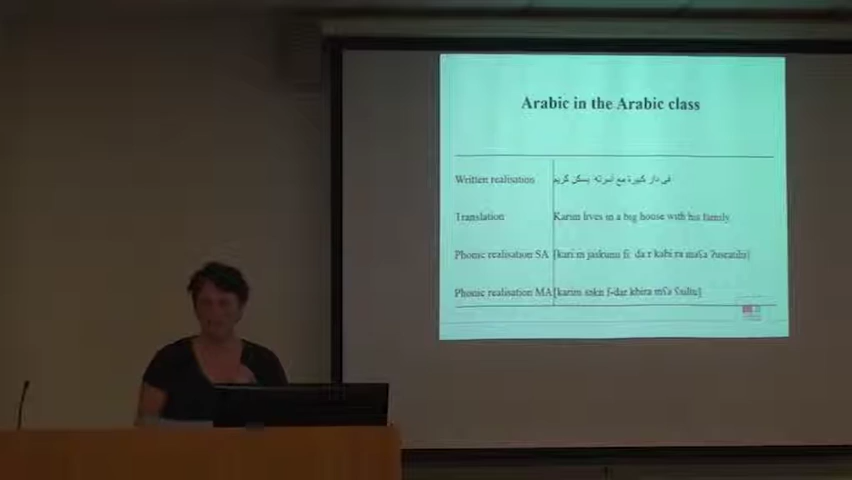 Arabic in the Arabic class
Written realisation في دار كبيرة مع أسرته يسكن كريم
Translation Karim lives in a big house with his family
Phonic realisation SA [kari:m jaskunu fi: da:r kabi:ra maʕa ʔusratihi]
Phonic realisation MA [karim sakn f-dar kbira mʕa ʕailtu]